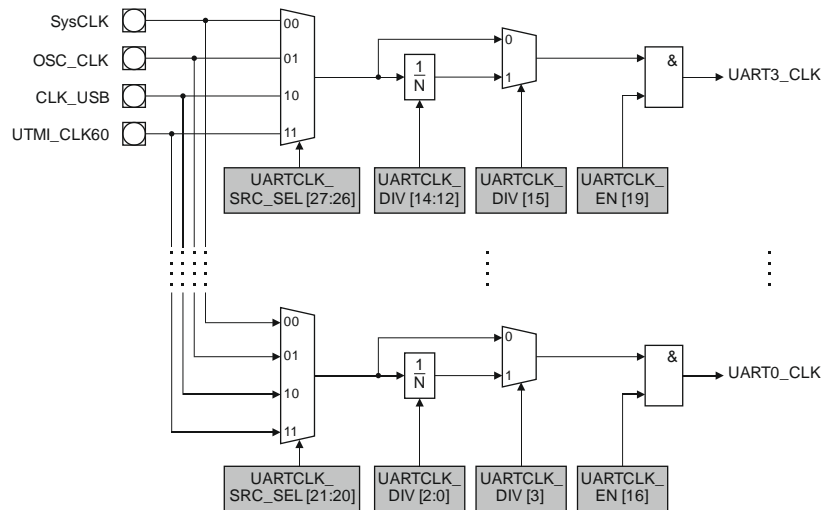 SysCLK
OSC_CLK
CLK_USB
UTMI_CLK60
00
01
10
11
1
N
0
1
&
UART3_CLK
UARTCLK_
SRC_SEL [27:26]
UARTCLK_
DIV [14:12]
UARTCLK_
DIV [15]
UARTCLK_
EN [19]
00
01
10
11
1
N
0
1
&
UART0_CLK
UARTCLK_
SRC_SEL [21:20]
UARTCLK_
DIV [2:0]
UARTCLK_
DIV [3]
UARTCLK_
EN [16]